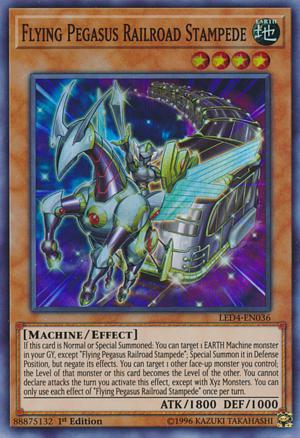 Flying Pegasus Railroad Stampede
EARTH
地
LED4-EN036
[Machine/Effect]
If this card is Normal or Special Summoned: You can target 1 EARTH Machine monster
in your GY, except "Flying Pegasus Railroad Stampede"; Special Summon it in Defense
Position, but negate its effects. You can target 1 other face-up monster you control;
the Level of that monster or this card becomes the Level of the other. You cannot
declare attacks the turn you activate this effect, except with Xyz Monsters. You can
only use each effect of "Flying Pegasus Railroad Stampede" once per turn.
ATK/1800 DEF/1000
88875132 1st Edition ©1996 KAZUKI TAKAHASHI